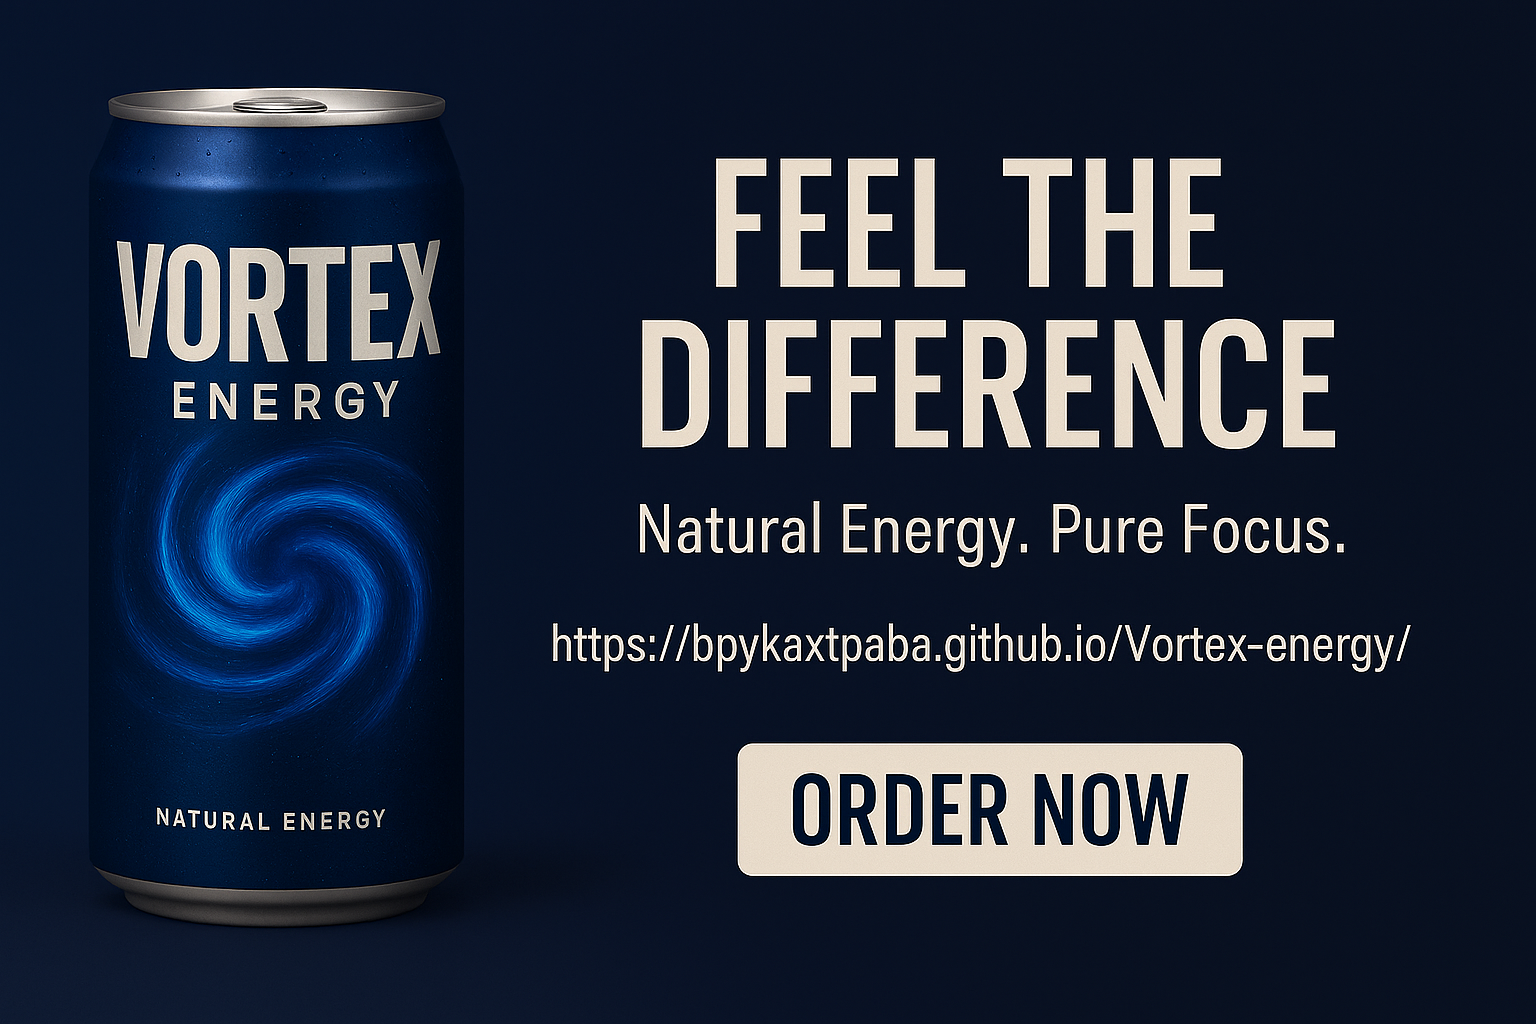 VORTEX
ENERGY
NATURAL ENERGY
FEEL THE
DIFFERENCE
Natural Energy. Pure Focus.
https://bpykaxtpaba.github.io/Vortex-energy/
ORDER NOW